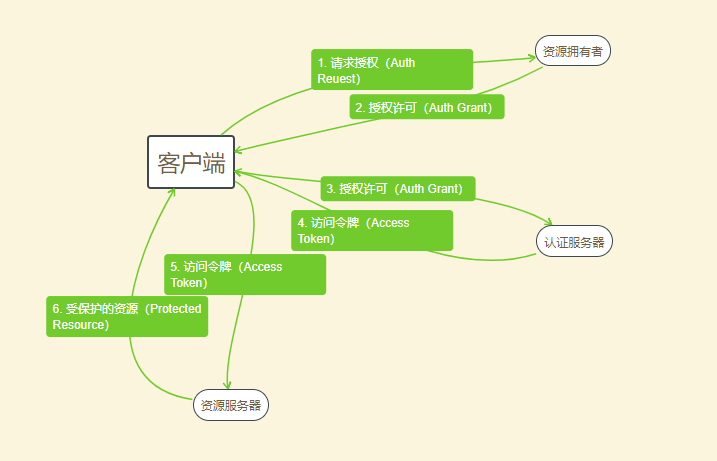 资源拥有者
1. 请求授权（Auth
Reuest）
2. 授权许可（Auth Grant）
客户端
3. 授权许可（Auth Grant）
4. 访问令牌（Access
Token）
认证服务器
5. 访问令牌（Access
Token）
6. 受保护的资源（Protected
Resource）
资源服务器